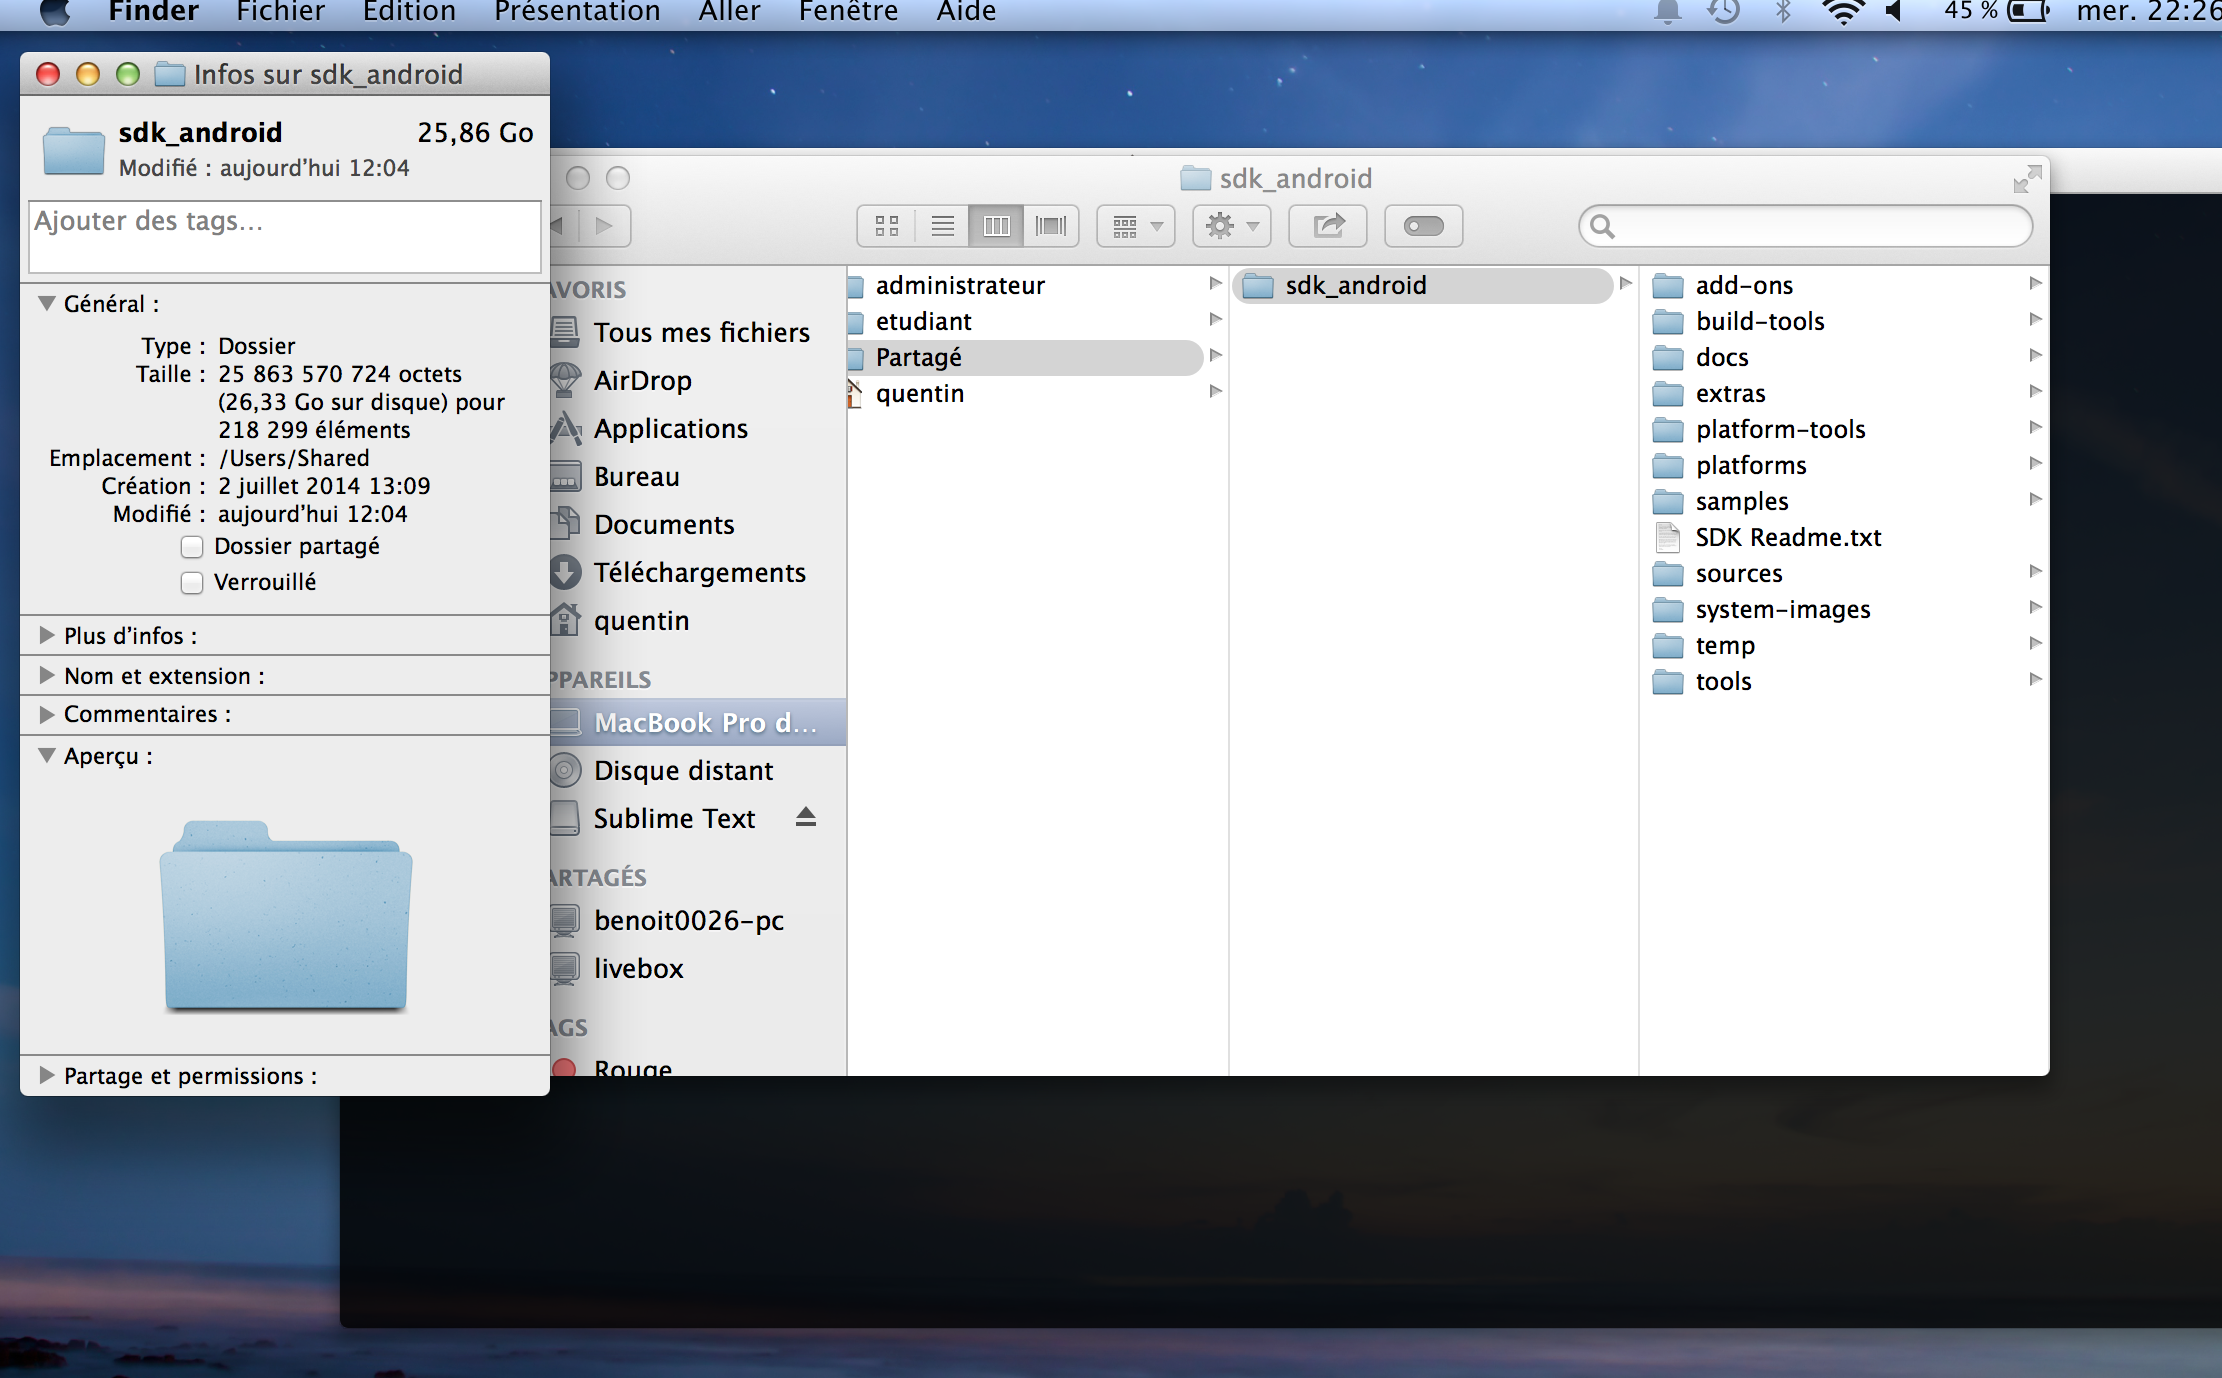 Finder Fichier Edition Présentation Aller Fenêtre Aide 45 % mer. 22:26
Infos sur sdk_android
sdk_android 25,86 Go
Modifié : aujourd’hui 12:04
Ajouter des tags…
Général :
Type : Dossier
Taille : 25 863 570 724 octets
(26,33 Go sur disque) pour
218 299 éléments
Emplacement : /Users/Shared
Création : 2 juillet 2014 13:09
Modifié : aujourd’hui 12:04
Dossier partagé
Verrouillé
Plus d’infos :
Nom et extension :
Commentaires :
Aperçu :
Partage et permissions :
sdk_android
AVORIS
Tous mes fichiers
AirDrop
Applications
Bureau
Documents
Téléchargements
quentin
PPAREILS
MacBook Pro d…
Disque distant
Sublime Text
ARTAGÉS
benoit0026-pc
livebox
AGS
Rouge
administrateur
etudiant
Partagé
quentin
sdk_android
add-ons
build-tools
docs
extras
platform-tools
platforms
samples
SDK Readme.txt
sources
system-images
temp
tools